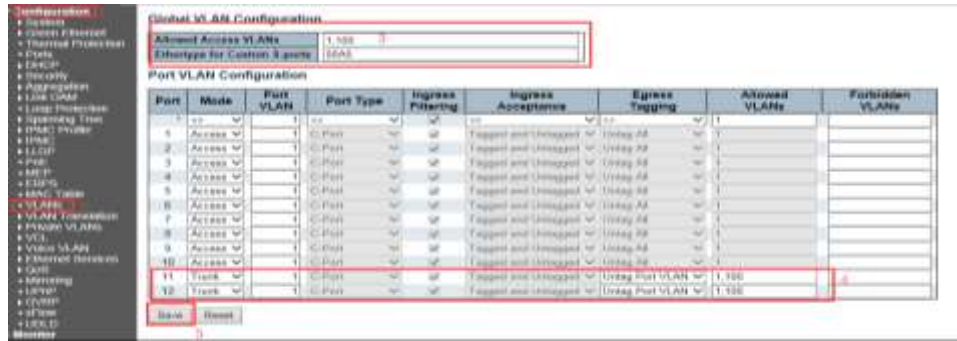 Configuration
System
Green Ethernet
Thermal Protection
Ports
DHCP
Security
Aggregation
Link OAM
Loop Protection
Spanning Tree
IPMC Profile
IPMC
LLDP
PoE
MEP
ERPS
MAC Table
VLANs
VLAN Translation
Private VLANs
VCL
Voice VLAN
Ethernet Services
QoS
Mirroring
UPnP
GVRP
sFlow
UDLD
Monitor
Global VLAN Configuration
Allowed Access VLANs 1,100 3
Ethertype for Custom S-ports 88A8
Port VLAN Configuration
Port Mode Port VLAN Port Type Ingress Filtering Ingress Acceptance Egress Tagging Allowed VLANs Forbidden VLANs
* <> 1 <> <> <> 1
1 Access 1 C-Port Tagged and Untagged Untag All 1
2 Access 1 C-Port Tagged and Untagged Untag All 1
3 Access 1 C-Port Tagged and Untagged Untag All 1
4 Access 1 C-Port Tagged and Untagged Untag All 1
5 Access 1 C-Port Tagged and Untagged Untag All 1
6 Access 1 C-Port Tagged and Untagged Untag All 1
7 Access 1 C-Port Tagged and Untagged Untag All 1
8 Access 1 C-Port Tagged and Untagged Untag All 1
9 Access 1 C-Port Tagged and Untagged Untag All 1
10 Access 1 C-Port Tagged and Untagged Untag All 1
11 Trunk 1 C-Port Tagged and Untagged Untag Port VLAN 1,100 4
12 Trunk 1 C-Port Tagged and Untagged Untag Port VLAN 1,100
Save Reset
5